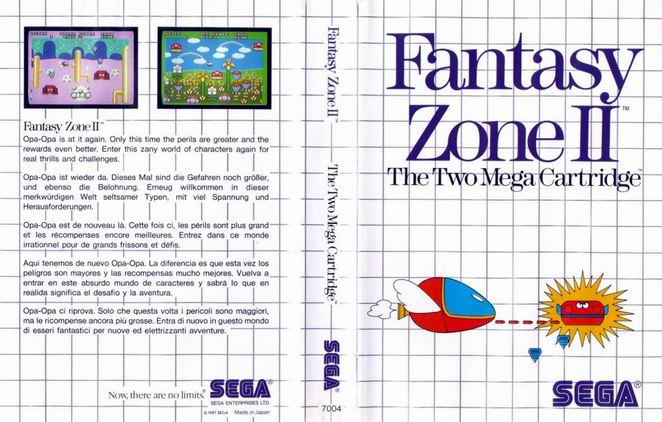 Fantasy Zone II™
Opa-Opa is at it again. Only this time the perils are greater and the
rewards even better. Enter this zany world of characters again for
real thrills and challenges.
Opa-Opa ist wieder da. Dieses Mal sind die Gefahren noch größer,
und ebenso die Belohnung. Erneug willkommen in dieser
merkwürdigen Welt seltsamer Typen, mit viel Spannung und
Herausforderungen.
Opa-Opa est de nouveau là. Cette fois ci, les périls sont plus grand
et les récompenses encore meilleures. Entrez dans ce monde
irrationnel pour de grands frissons et défis.
Aqui tenemos de nuevo Opa-Opa. La diferencia es que esta vez los
peligros son mayores y las recompensas mucho mejores. Vuelva a
entrar en este absurdo mundo de caracteres y sabrá lo que en
realida significa el desafio y la aventura.
Opa-Opa ci riprova. Solo che questa volta i pericoli sono maggiori,
ma le ricompense ancora più grosse. Entra di nuovo in questo mondo
di esseri fantastici per nuove ed elettrizzanti avventure.
Now, there are no limits.
SEGA®
SEGA ENTERPRISES LTD.
© 1987 SEGA Made in Japan
Fantasy Zone II™ The Two Mega Cartridge™
SEGA®
7004
Fantasy
Zone II™
The Two Mega Cartridge™
SEGA®